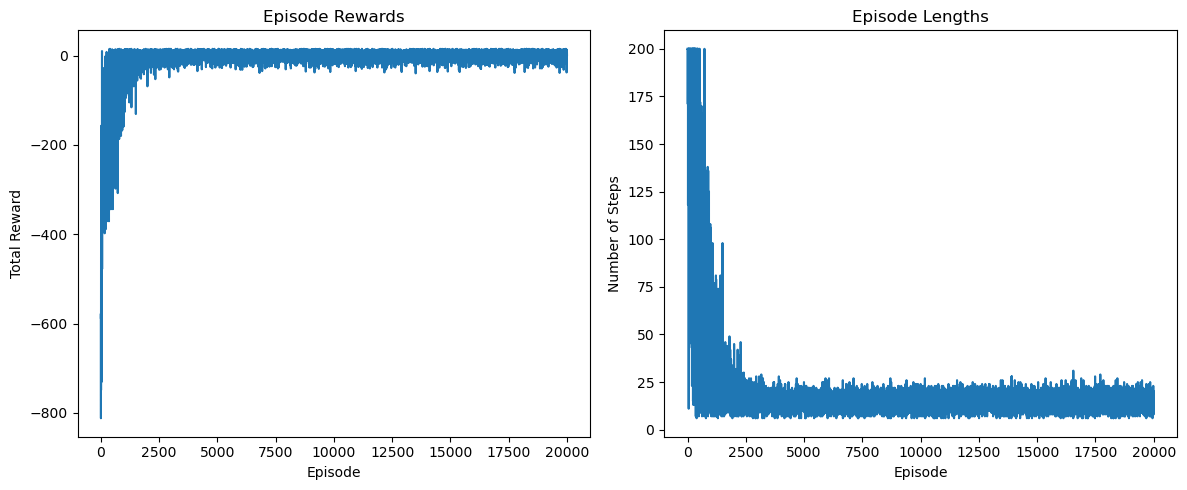 Episode Rewards
0
−200
−400
−600
−800
Total Reward
0 2500 5000 7500 10000 12500 15000 17500 20000
Episode
Episode Lengths
200
175
150
125
100
75
50
25
0
Number of Steps
0 2500 5000 7500 10000 12500 15000 17500 20000
Episode